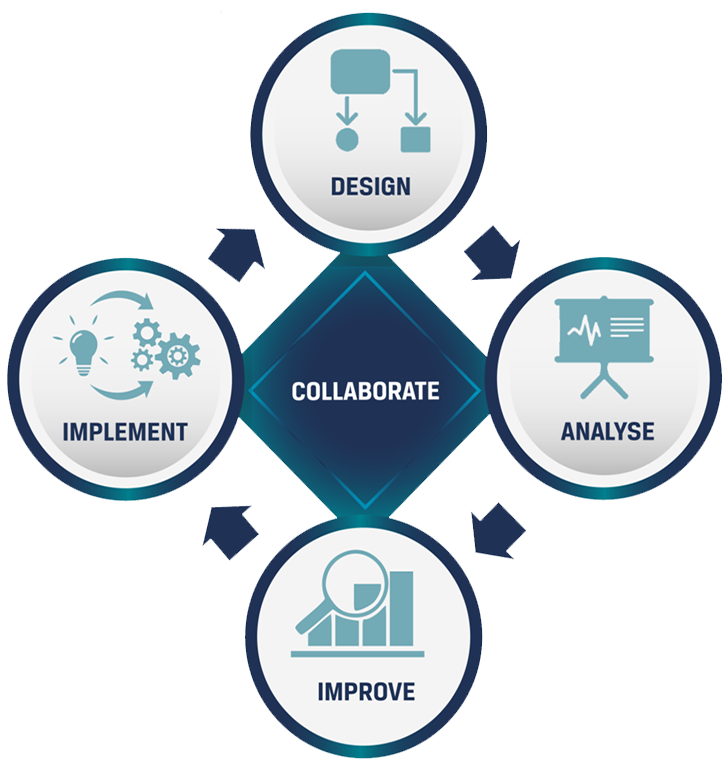 DESIGN
IMPLEMENT
COLLABORATE
ANALYSE
IMPROVE